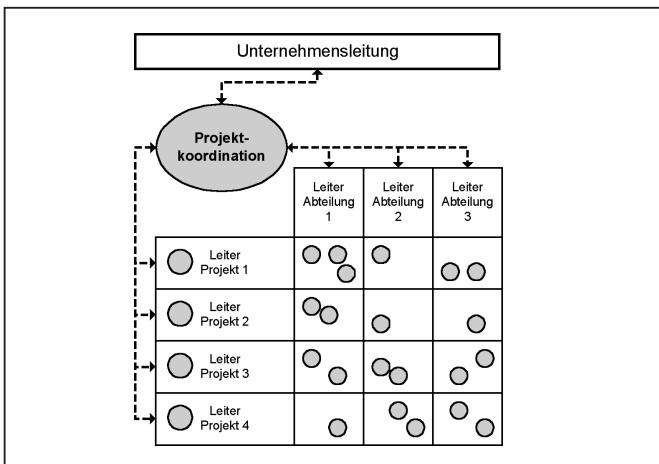 Unternehmensleitung
Projekt-
koordination
Leiter
Abteilung
1
Leiter
Abteilung
2
Leiter
Abteilung
3
Leiter
Projekt 1
Leiter
Projekt 2
Leiter
Projekt 3
Leiter
Projekt 4